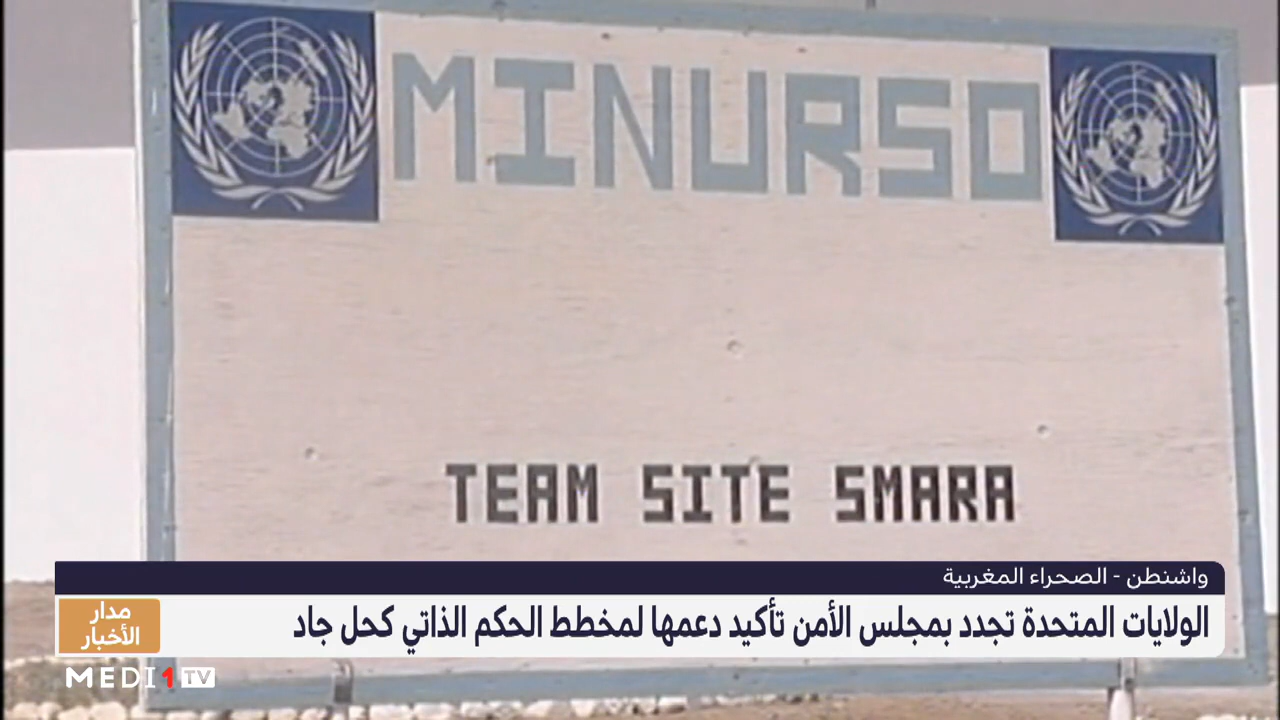 MINURSO
TEAM SITE SMARA
واشنطن - الصحراء المغربية
الولايات المتحدة تجدد بمجلس الأمن تأكيد دعمها لمخطط الحكم الذاتي كحل جاد
مدار
الأخبار
MEDI1TV